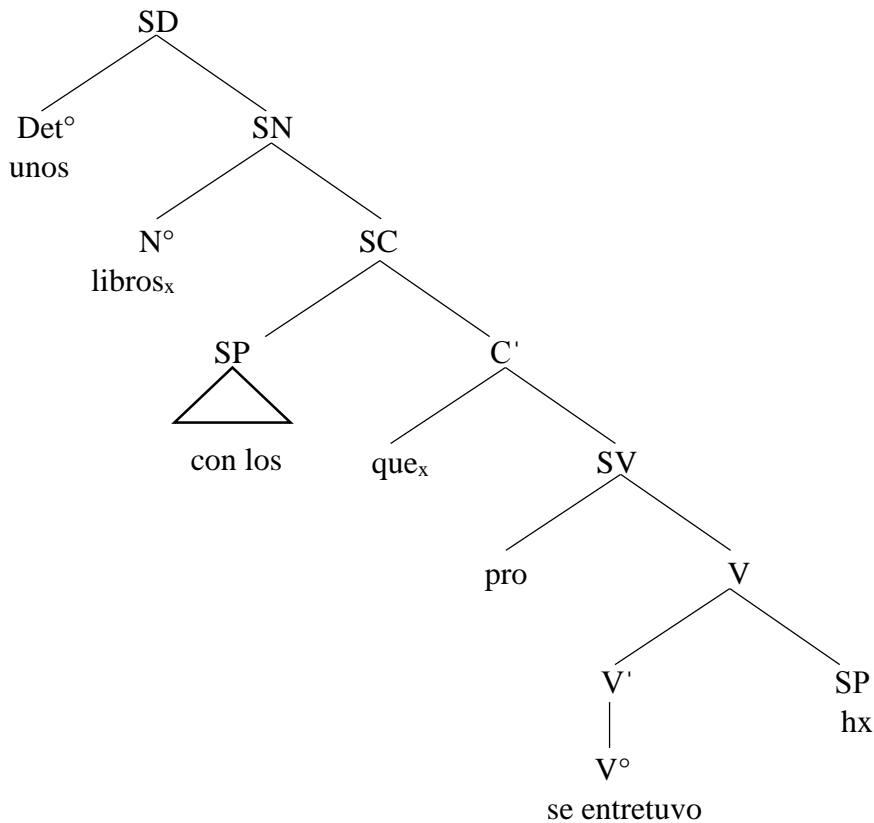 SD
Det°
SN
unos
N°
SC
librosₓ
SP
C'
con los
queₓ
SV
pro
V
V'
SP
hx
V°
se entretuvo